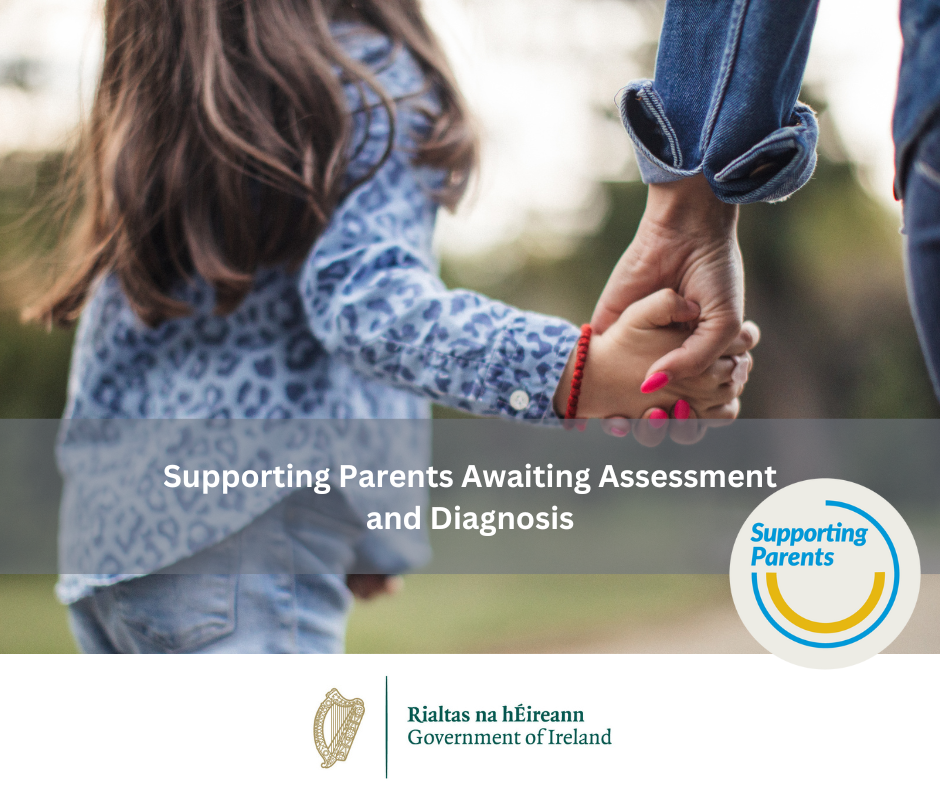 Supporting Parents Awaiting Assessment
and Diagnosis
Supporting
Parents
Rialtas na hÉireann
Government of Ireland